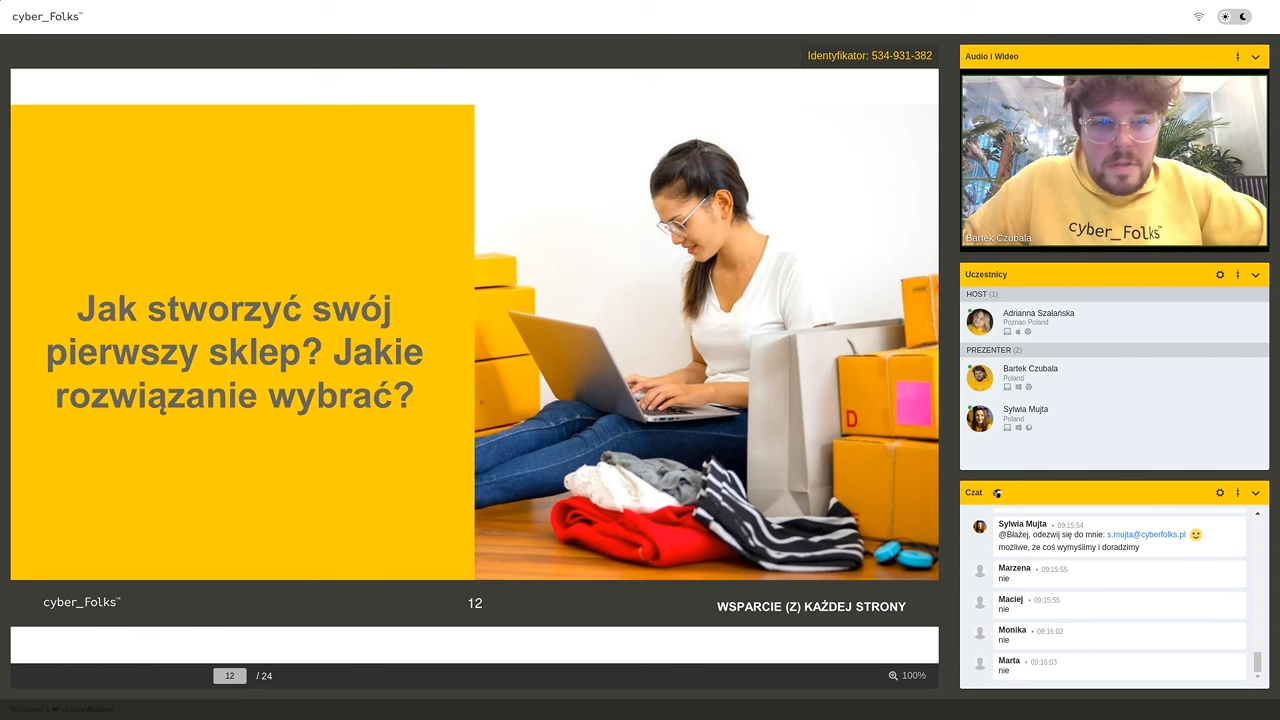 cyber_Folks™
Identyfikator: 534-931-382
Jak stworzyć swój
pierwszy sklep? Jakie
rozwiązanie wybrać?
D
cyber_Folks™
12
WSPARCIE (Z) KAŻDEJ STRONY
12 / 24
100%
Audio i Wideo
cyber_Folks™
Bartek Czubala
Uczestnicy
HOST (1)
Adrianna Szałańska
Poznan Poland
PREZENTER (2)
Bartek Czubala
Poland
Sylwia Mujta
Poland
Czat
Sylwia Mujta • 09:15:54
@Błażej, odezwij się do mnie: s.mujta@cyberfolks.pl
możliwe, że coś wymyślimy i doradzimy
Marzena • 09:15:55
nie
Maciej • 09:15:55
nie
Monika • 09:16:02
nie
Marta • 09:16:03
nie